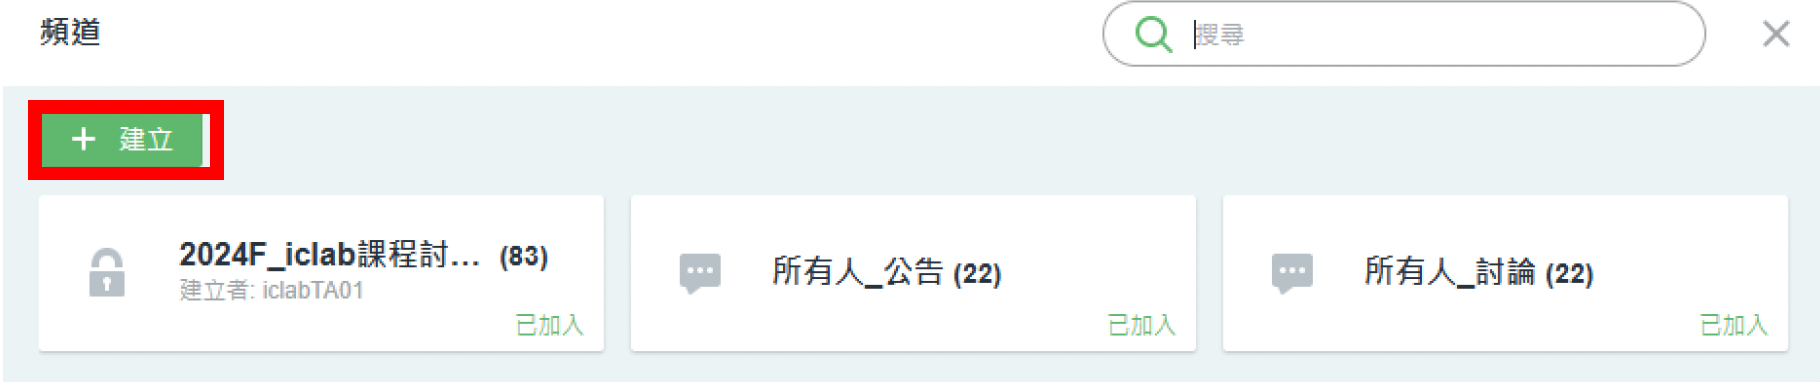 頻道
搜尋
+ 建立
2024F_iclab課程討... (83)
建立者: iclabTA01
已加入
所有人_公告 (22)
已加入
所有人_討論 (22)
已加入